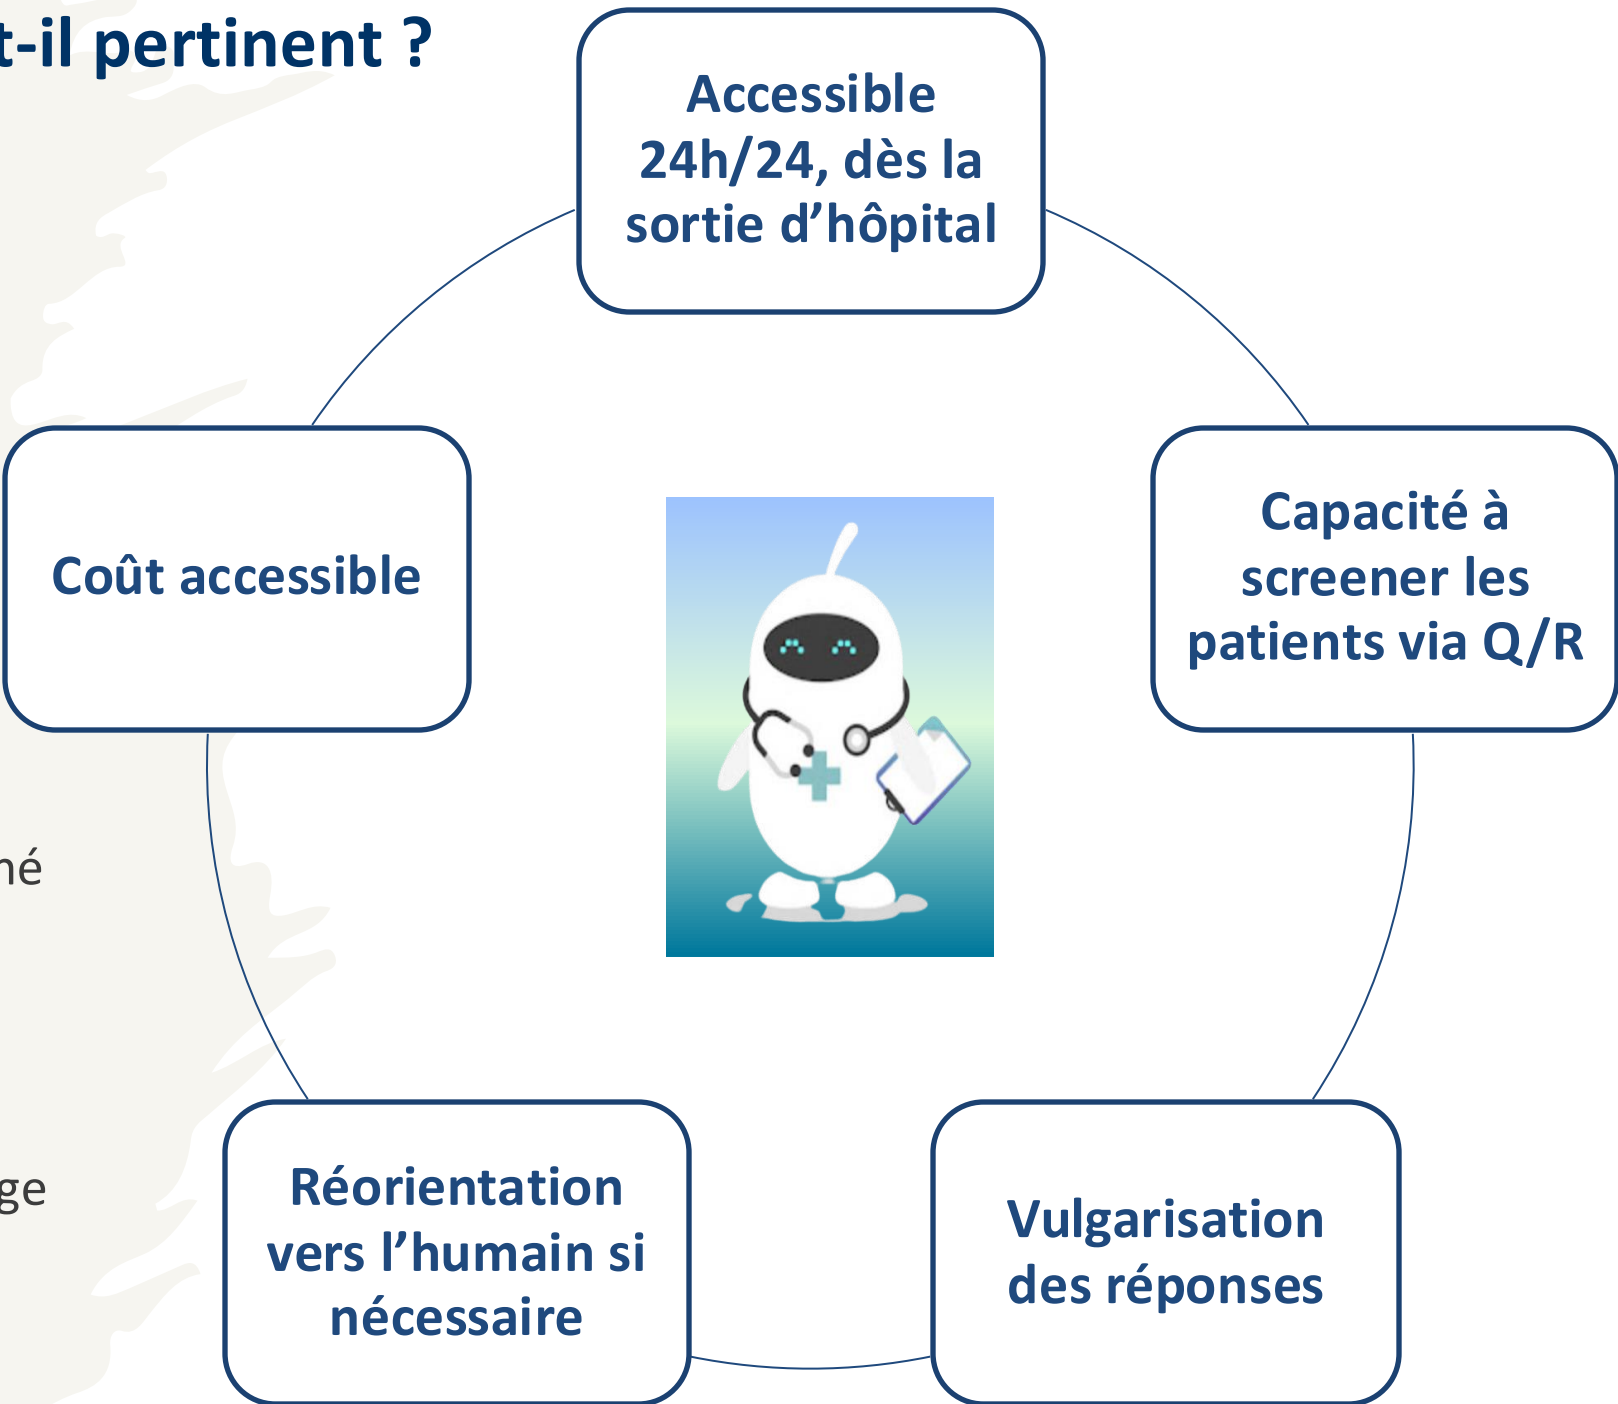 t-il pertinent ?
Accessible
24h/24, dès la
sortie d’hôpital
Coût accessible
Capacité à
screener les
patients via Q/R
né
ge
Réorientation
vers l’humain si
nécessaire
Vulgarisation
des réponses